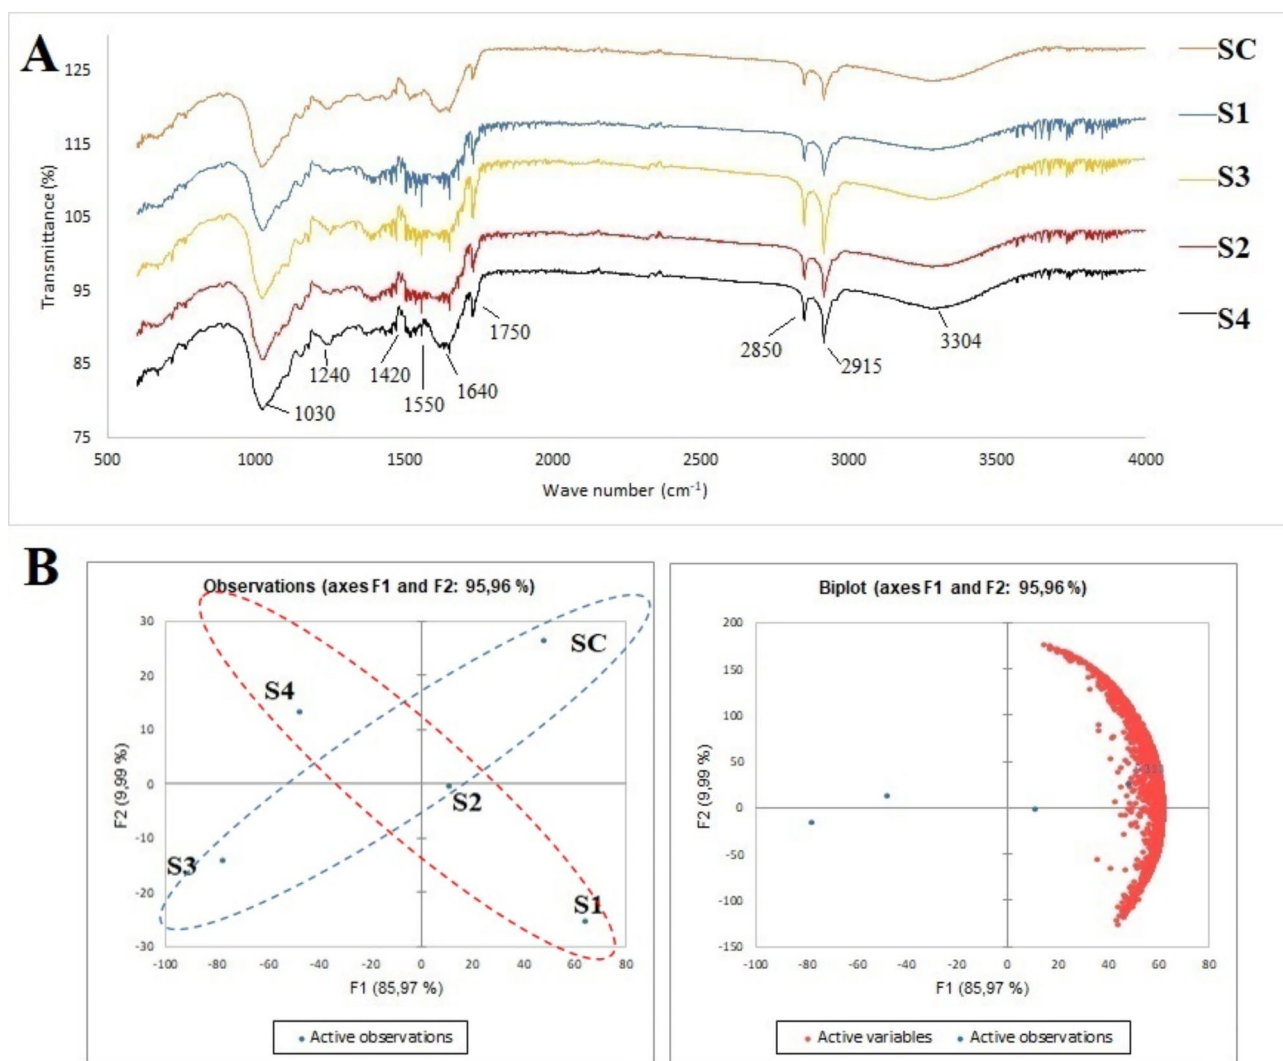 A
Transmittance (%)
125
115
105
95
85
75
500
1000
1500
2000
2500
3000
3500
4000
Wave number (cm⁻¹)
1030
1240
1420
1550
1640
1750
2850
2915
3304
SC
S1
S3
S2
S4
B
Observations (axes F1 and F2: 95,96 %)
F2 (9,99 %)
30
20
10
0
-10
-20
-30
-100
-80
-60
-40
-20
0
20
40
60
80
F1 (85,97 %)
SC
S4
S2
S3
S1
Active observations
Biplot (axes F1 and F2: 95,96 %)
F2 (9,99 %)
200
150
100
50
0
-50
-100
-150
-100
-80
-60
-40
-20
0
20
40
60
80
F1 (85,97 %)
Active variables
Active observations